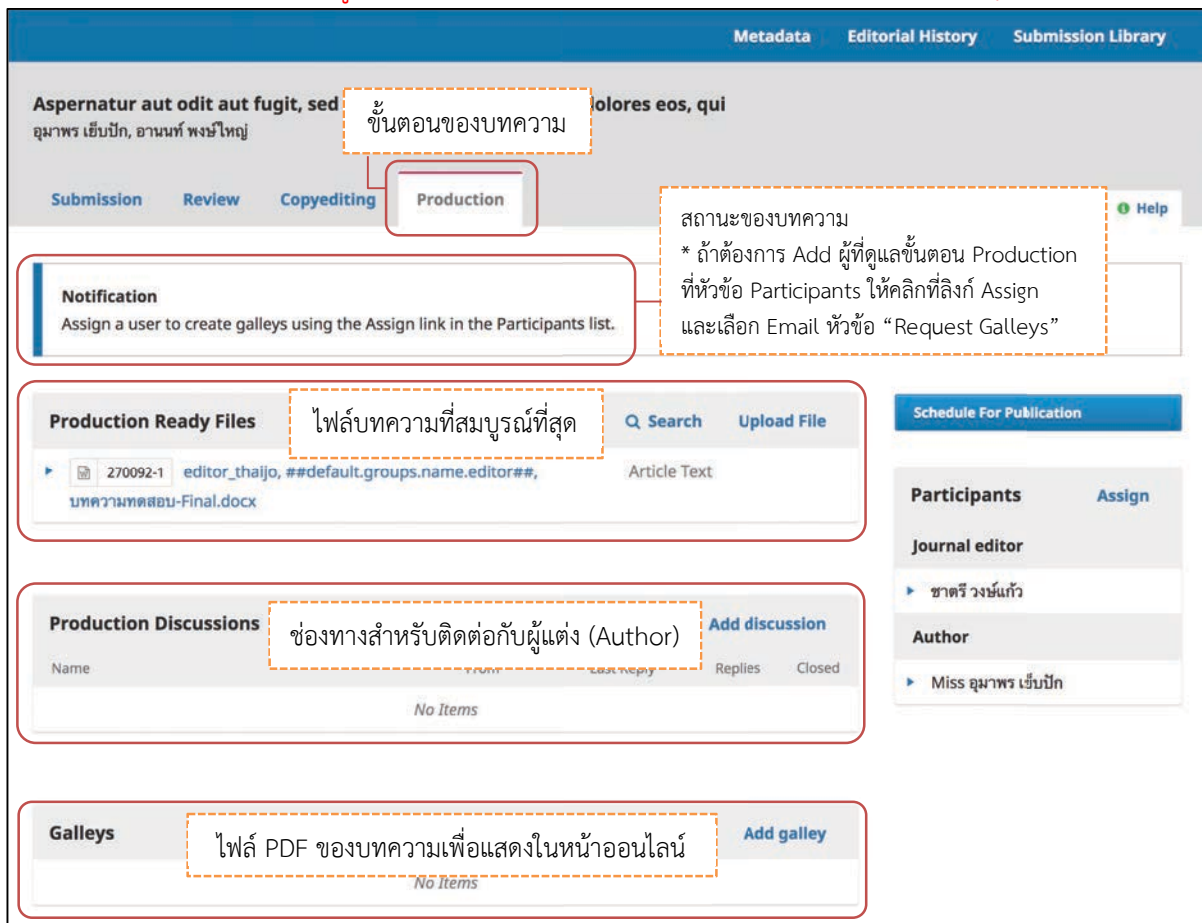 Metadata Editorial History Submission Library
Aspernatur aut odit aut fugit, sed dolores eos, qui
อุมาพร เย็บปัก, อานนท์ พงษ์ใหญ่
ขั้นตอนของบทความ
Submission Review Copyediting Production
Help
สถานะของบทความ
* ถ้าต้องการ Add ผู้ที่ดูแลขั้นตอน Production
ที่หัวข้อ Participants ให้คลิกที่ลิงก์ Assign
และเลือก Email หัวข้อ “Request Galleys”
Notification
Assign a user to create galleys using the Assign link in the Participants list.
Production Ready Files
ไฟล์บทความที่สมบูรณ์ที่สุด
Search Upload File
270092-1 editor_thaijo, ##default.groups.name.editor##, Article Text
บทความทดสอบ-Final.docx
Schedule For Publication
Participants Assign
Journal editor
ชาตรี วงษ์แก้ว
Author
Miss อุมาพร เย็บปัก
Production Discussions
ช่องทางสำหรับติดต่อกับผู้แต่ง (Author)
Add discussion
Name From Last Reply Replies Closed
No Items
Galleys
ไฟล์ PDF ของบทความเพื่อแสดงในหน้าออนไลน์
Add galley
No Items